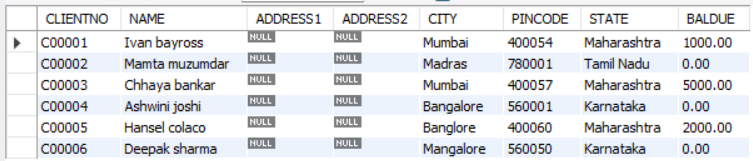 CLIENTNO NAME ADDRESS1 ADDRESS2 CITY PINCODE STATE BALDUE
C00001 Ivan bayross NULL NULL Mumbai 400054 Maharashtra 1000.00
C00002 Mamta muzumdar NULL NULL Madras 780001 Tamil Nadu 0.00
C00003 Chhaya bankar NULL NULL Mumbai 400057 Maharashtra 5000.00
C00004 Ashwini joshi NULL NULL Bangalore 560001 Karnataka 0.00
C00005 Hansel colaco NULL NULL Banglore 400060 Maharashtra 2000.00
C00006 Deepak sharma NULL NULL Mangalore 560050 Karnataka 0.00